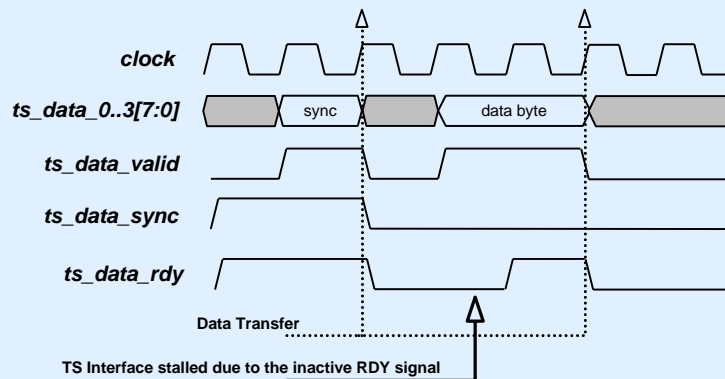 clock
ts_data_0..3[7:0]
sync
data byte
ts_data_valid
ts_data_sync
ts_data_rdy
Data Transfer
TS Interface stalled due to the inactive RDY signal